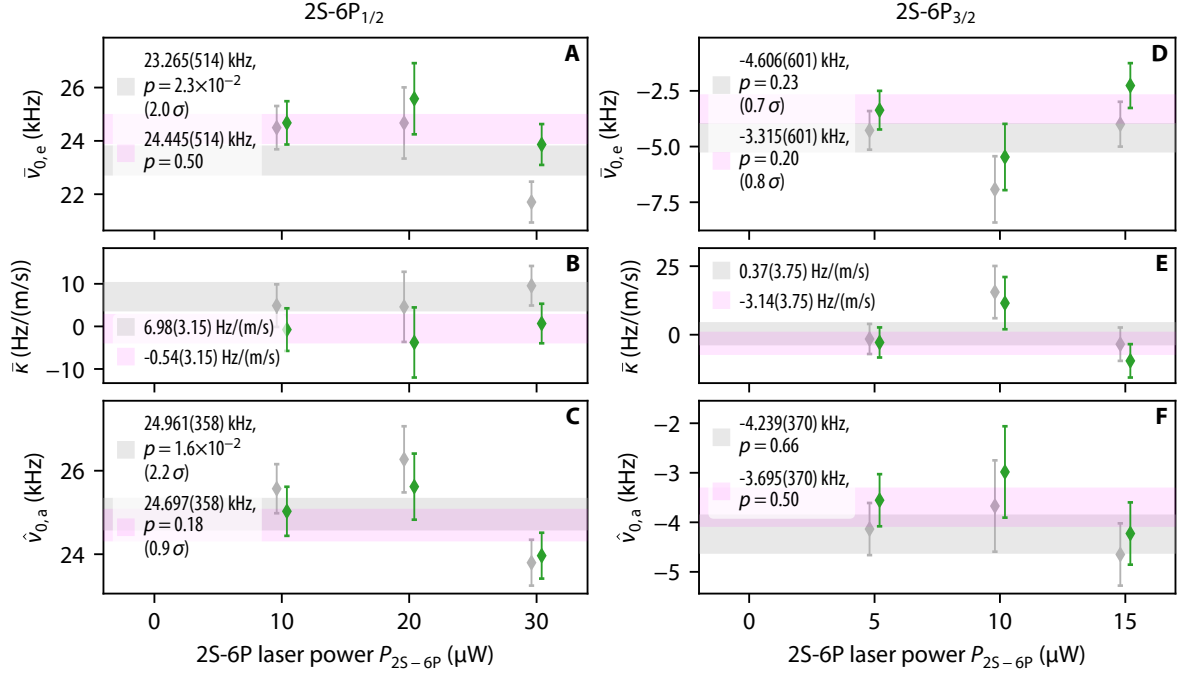 2S-6P1/2
2S-6P3/2
A
23.265(514) kHz,
p = 2.3×10−2
(2.0 σ)
24.445(514) kHz,
p = 0.50
26
24
22
ν̄0,e (kHz)
0
10
20
30
B
6.98(3.15) Hz/(m/s)
-0.54(3.15) Hz/(m/s)
10
0
−10
κ̄ (Hz/(m/s))
C
24.961(358) kHz,
p = 1.6×10−2
(2.2 σ)
24.697(358) kHz,
p = 0.18
(0.9 σ)
26
24
ν̂0,a (kHz)
0
10
20
30
2S-6P laser power P2S−6P (μW)
D
-4.606(601) kHz,
p = 0.23
(0.7 σ)
-3.315(601) kHz,
p = 0.20
(0.8 σ)
−2.5
−5.0
−7.5
ν̄0,e (kHz)
E
0.37(3.75) Hz/(m/s)
-3.14(3.75) Hz/(m/s)
25
0
κ̄ (Hz/(m/s))
F
-4.239(370) kHz,
p = 0.66
-3.695(370) kHz,
p = 0.50
−2
−3
−4
−5
ν̂0,a (kHz)
0
5
10
15
2S-6P laser power P2S−6P (μW)